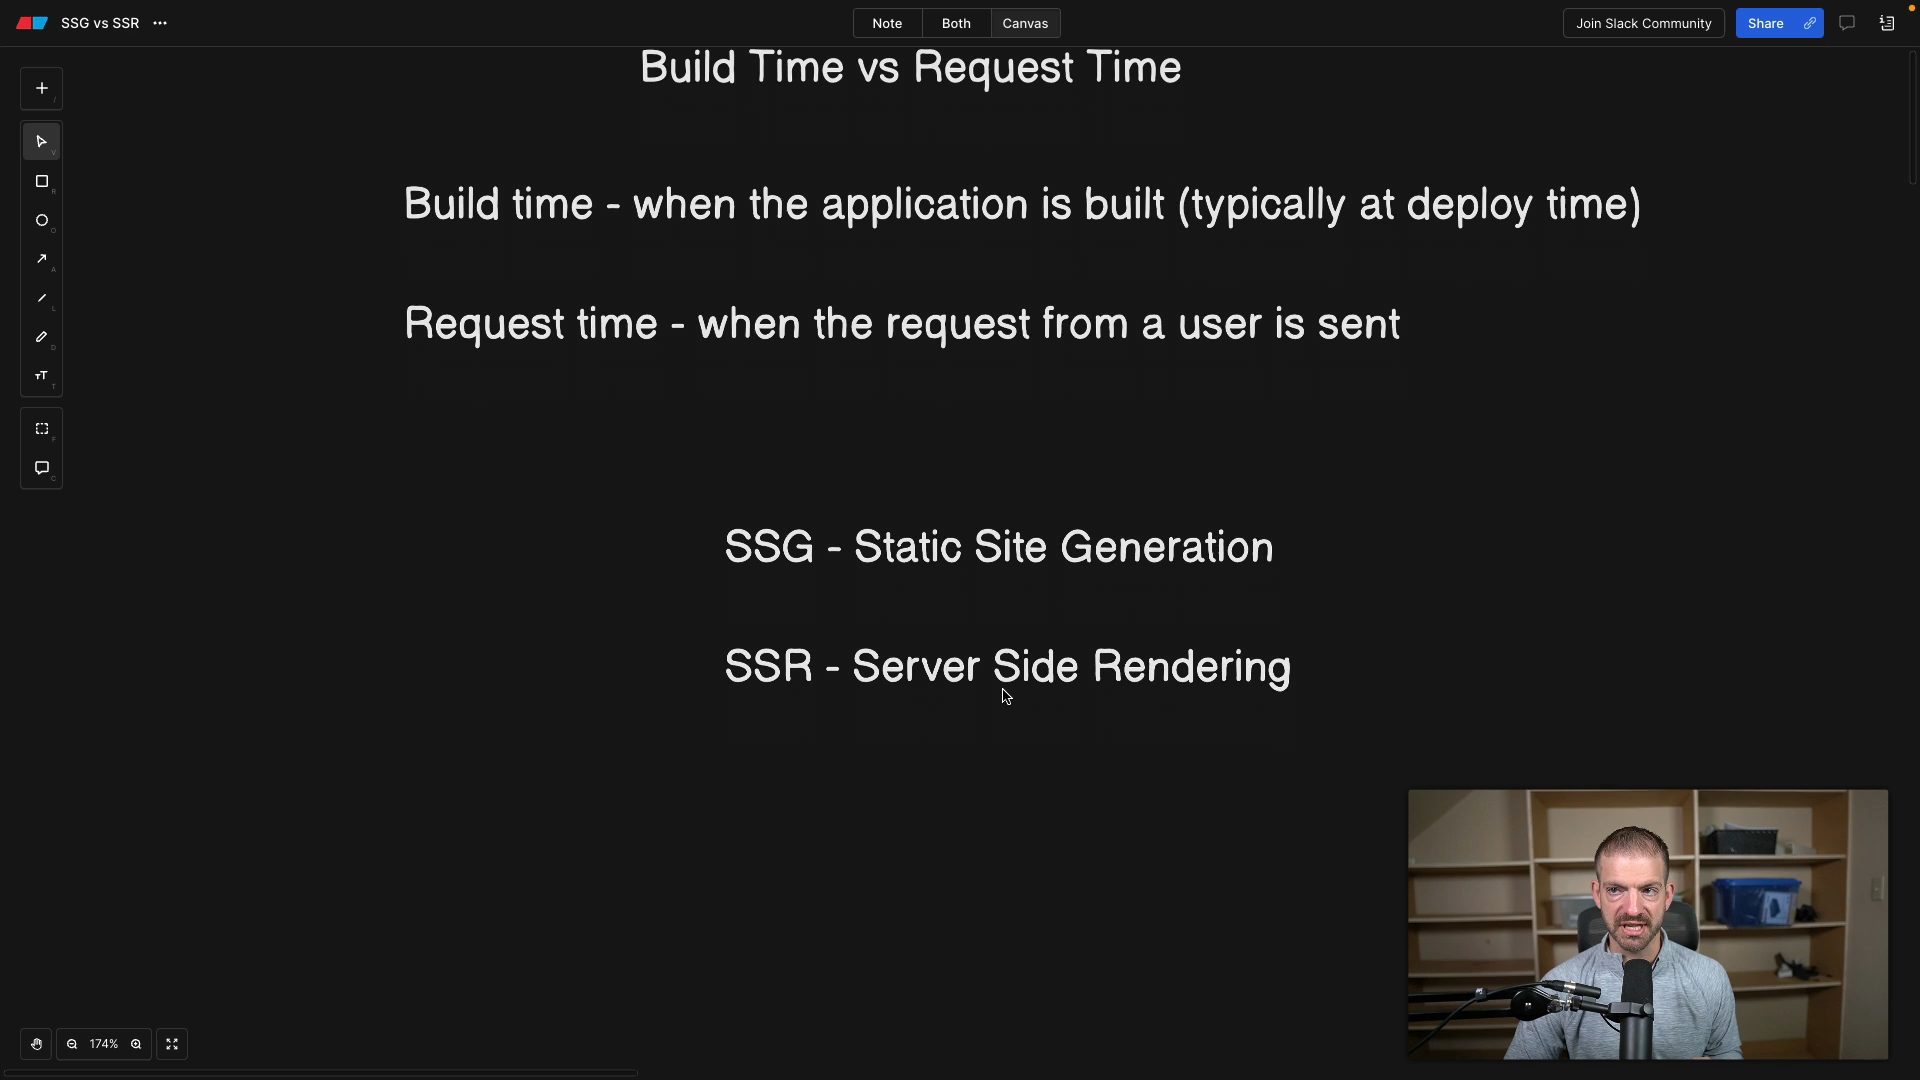 SSG vs SSR
Note
Both
Canvas
Join Slack Community
Share
Build Time vs Request Time
Build time - when the application is built (typically at deploy time)
Request time - when the request from a user is sent
SSG - Static Site Generation
SSR - Server Side Rendering
/
V
R
O
A
L
D
T
F
C
174%